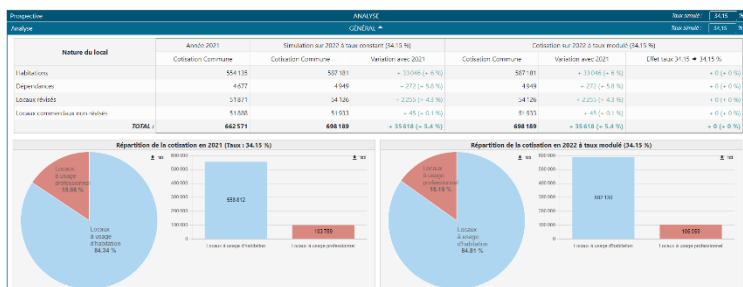 Prospective ANALYSE Taux simulé : 34,15 %
Analyse GÉNÉRAL Taux simulé : 34,15 %
Nature du local Année 2021 Simulation sur 2022 à taux constant (34.15 %) Cotisation sur 2022 à taux modulé (34.15 %)
Cotisation Commune Cotisation Commune Variation avec 2021 Cotisation Commune Variation avec 2021 Effet taux 34.15 ➔ 34.15 %
Habitations 554 135 587 181 + 33 046 (+ 6 %) 587 181 + 33 046 (+ 6 %) + 0 (+ 0 %)
Dépendances 4 677 4 949 + 272 (+ 5.8 %) 4 949 + 272 (+ 5.8 %) + 0 (+ 0 %)
Locaux révisés 51 871 54 126 + 2 255 (+ 4.3 %) 54 126 + 2 255 (+ 4.3 %) + 0 (+ 0 %)
Locaux commerciaux non révisés 51 888 51 933 + 45 (+ 0.1 %) 51 933 + 45 (+ 0.1 %) + 0 (+ 0 %)
TOTAL : 662 571 698 189 + 35 618 (+ 5.4 %) 698 189 + 35 618 (+ 5.4 %) + 0 (+ 0 %)
Répartition de la cotisation en 2021 (Taux : 34.15 %)
Locaux
à usage
professionnel
15.66 %
Locaux
à usage
d'habitation
84.34 %
600 000
500 000
400 000
300 000
200 000
100 000
0
558 812
103 759
Locaux à usage d'habitation Locaux à usage professionnel
Répartition de la cotisation en 2022 à taux modulé (34.15 %)
Locaux
à usage
professionnel
15.19 %
Locaux
à usage
d'habitation
84.81 %
600 000
500 000
400 000
300 000
200 000
100 000
0
592 130
106 059
Locaux à usage d'habitation Locaux à usage professionnel